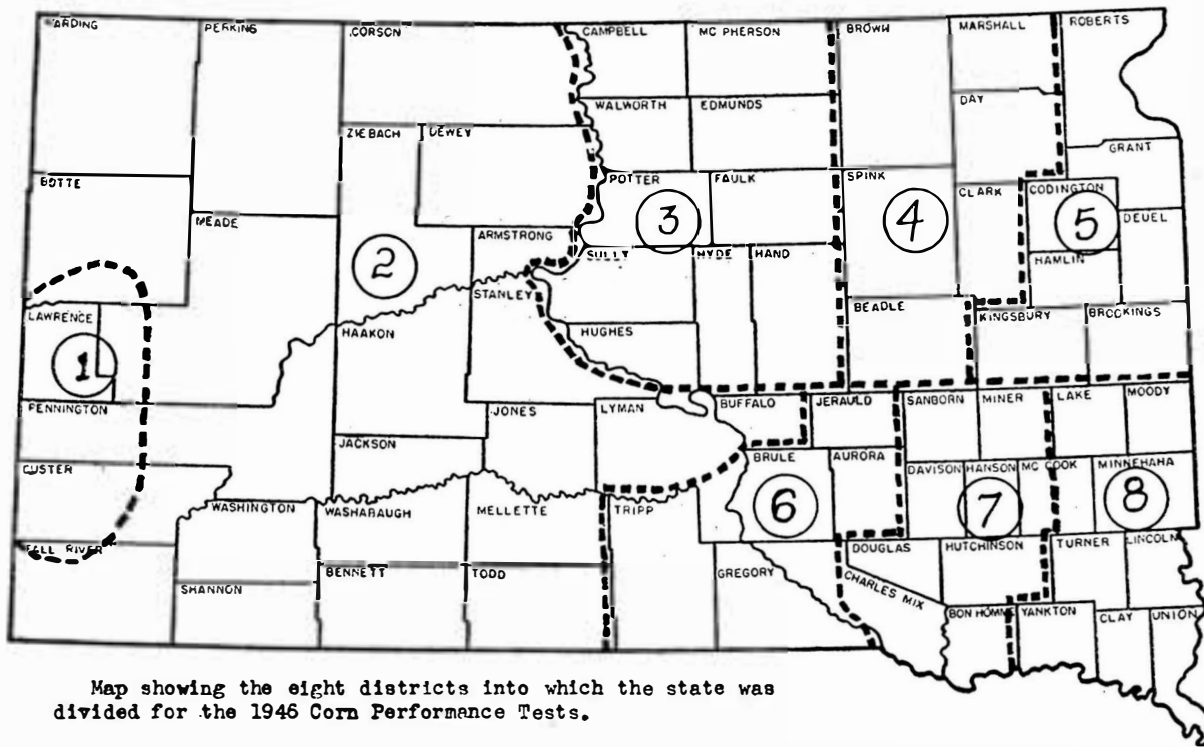 ARDING PERKINS CORSON CAMPBELL MC PHERSON BROWN MARSHALL ROBERTS
WALWORTH EDMUNDS DAY
ZIEBACH DEWEY GRANT
BUTTE POTTER FAULK SPINK CLARK CODINGTON
MEADE 3 4 5 DEUEL
ARMSTRONG
2 SULLY HYDE HAND HAMLIN
STANLEY
LAWRENCE HAAKON HUGHES BEADLE KINGSBURY BROOKINGS
1
PENNINGTON JONES LYMAN BUFFALO JERAULD SANBORN MINER LAKE MOODY
JACKSON
CUSTER BRULE AURORA DAVISON HANSON MC COOK MINNEHAHA
6 7 8
WASHINGTON WASHABAUGH MELLETTE TRIPP
FALL RIVER DOUGLAS HUTCHINSON TURNER LINCOLN
SHANNON BENNETT TODD GREGORY CHARLES MIX
BON HOMME YANKTON CLAY UNION
Map showing the eight districts into which the state was
divided for the 1946 Corn Performance Tests.